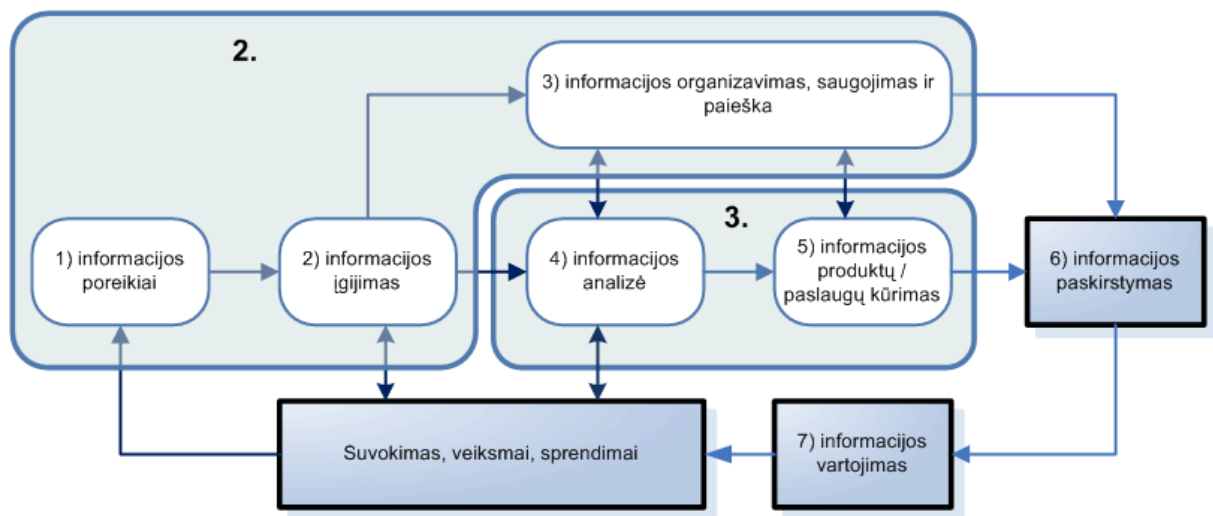 2.
3) informacijos organizavimas, saugojimas ir
paieška
3.
1) informacijos
poreikiai
2) informacijos
įgijimas
4) informacijos
analizė
5) informacijos
produktų /
paslaugų kūrimas
6) informacijos
paskirstymas
Suvokimas, veiksmai, sprendimai
7) informacijos
vartojimas